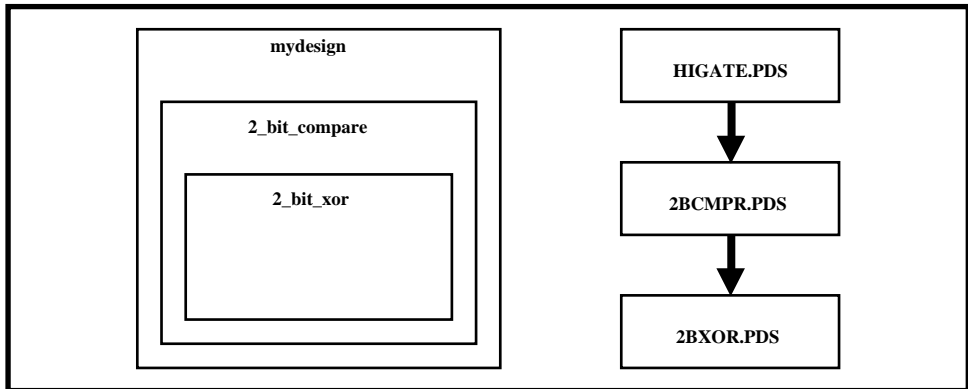 mydesign
2_bit_compare
2_bit_xor
HIGATE.PDS
2BCMPR.PDS
2BXOR.PDS